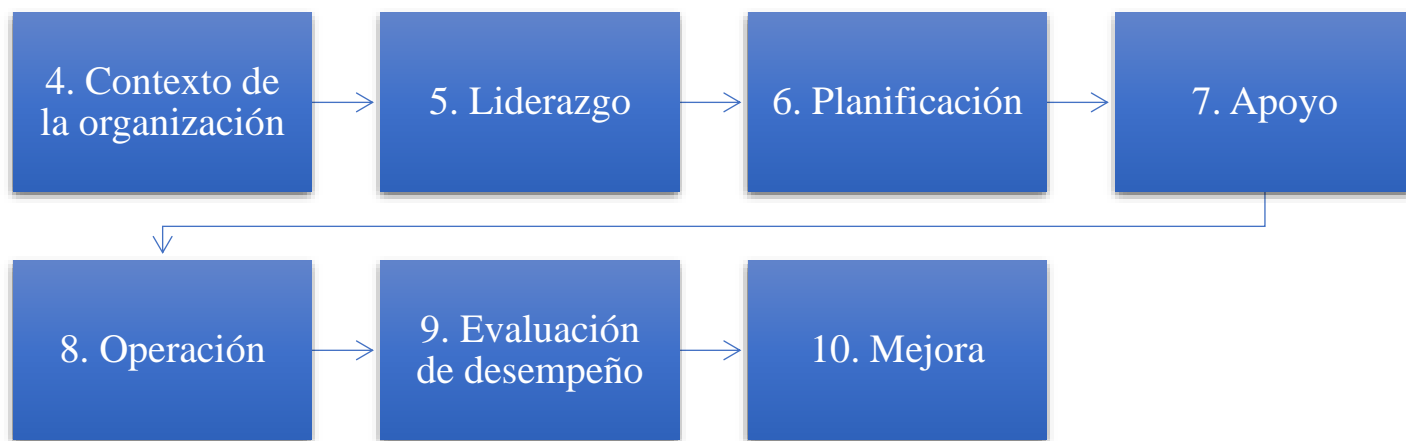 4. Contexto de
la organización
5. Liderazgo
6. Planificación
7. Apoyo
8. Operación
9. Evaluación
de desempeño
10. Mejora